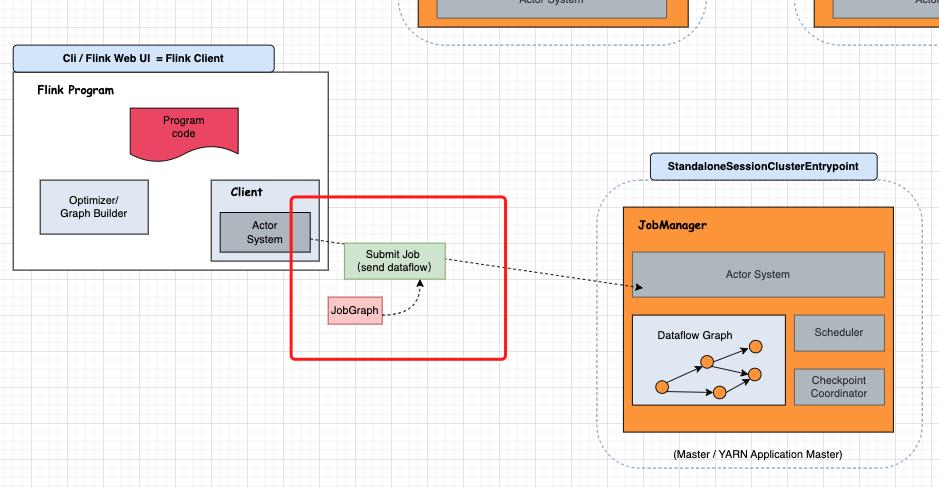 Actor System
Cli / Flink Web UI = Flink Client
Flink Program
Program
code
Optimizer/
Graph Builder
Client
Actor
System
Submit Job
(send dataflow)
JobGraph
StandaloneSessionClusterEntrypoint
JobManager
Actor System
Dataflow Graph
Scheduler
Checkpoint
Coordinator
(Master / YARN Application Master)